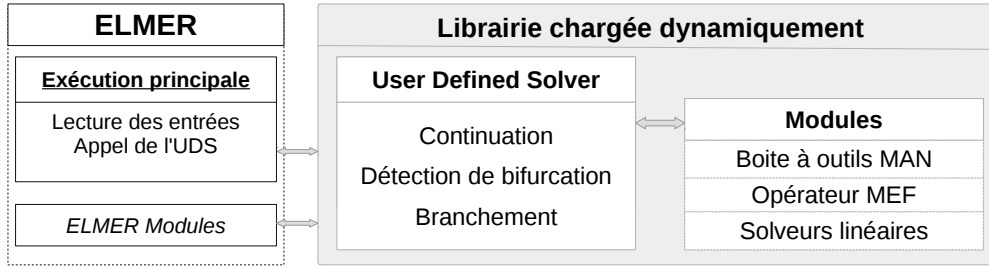 ELMER
Exécution principale
Lecture des entrées
Appel de l'UDS
ELMER Modules
Librairie chargée dynamiquement
User Defined Solver
Continuation
Détection de bifurcation
Branchement
Modules
Boite à outils MAN
Opérateur MEF
Solveurs linéaires